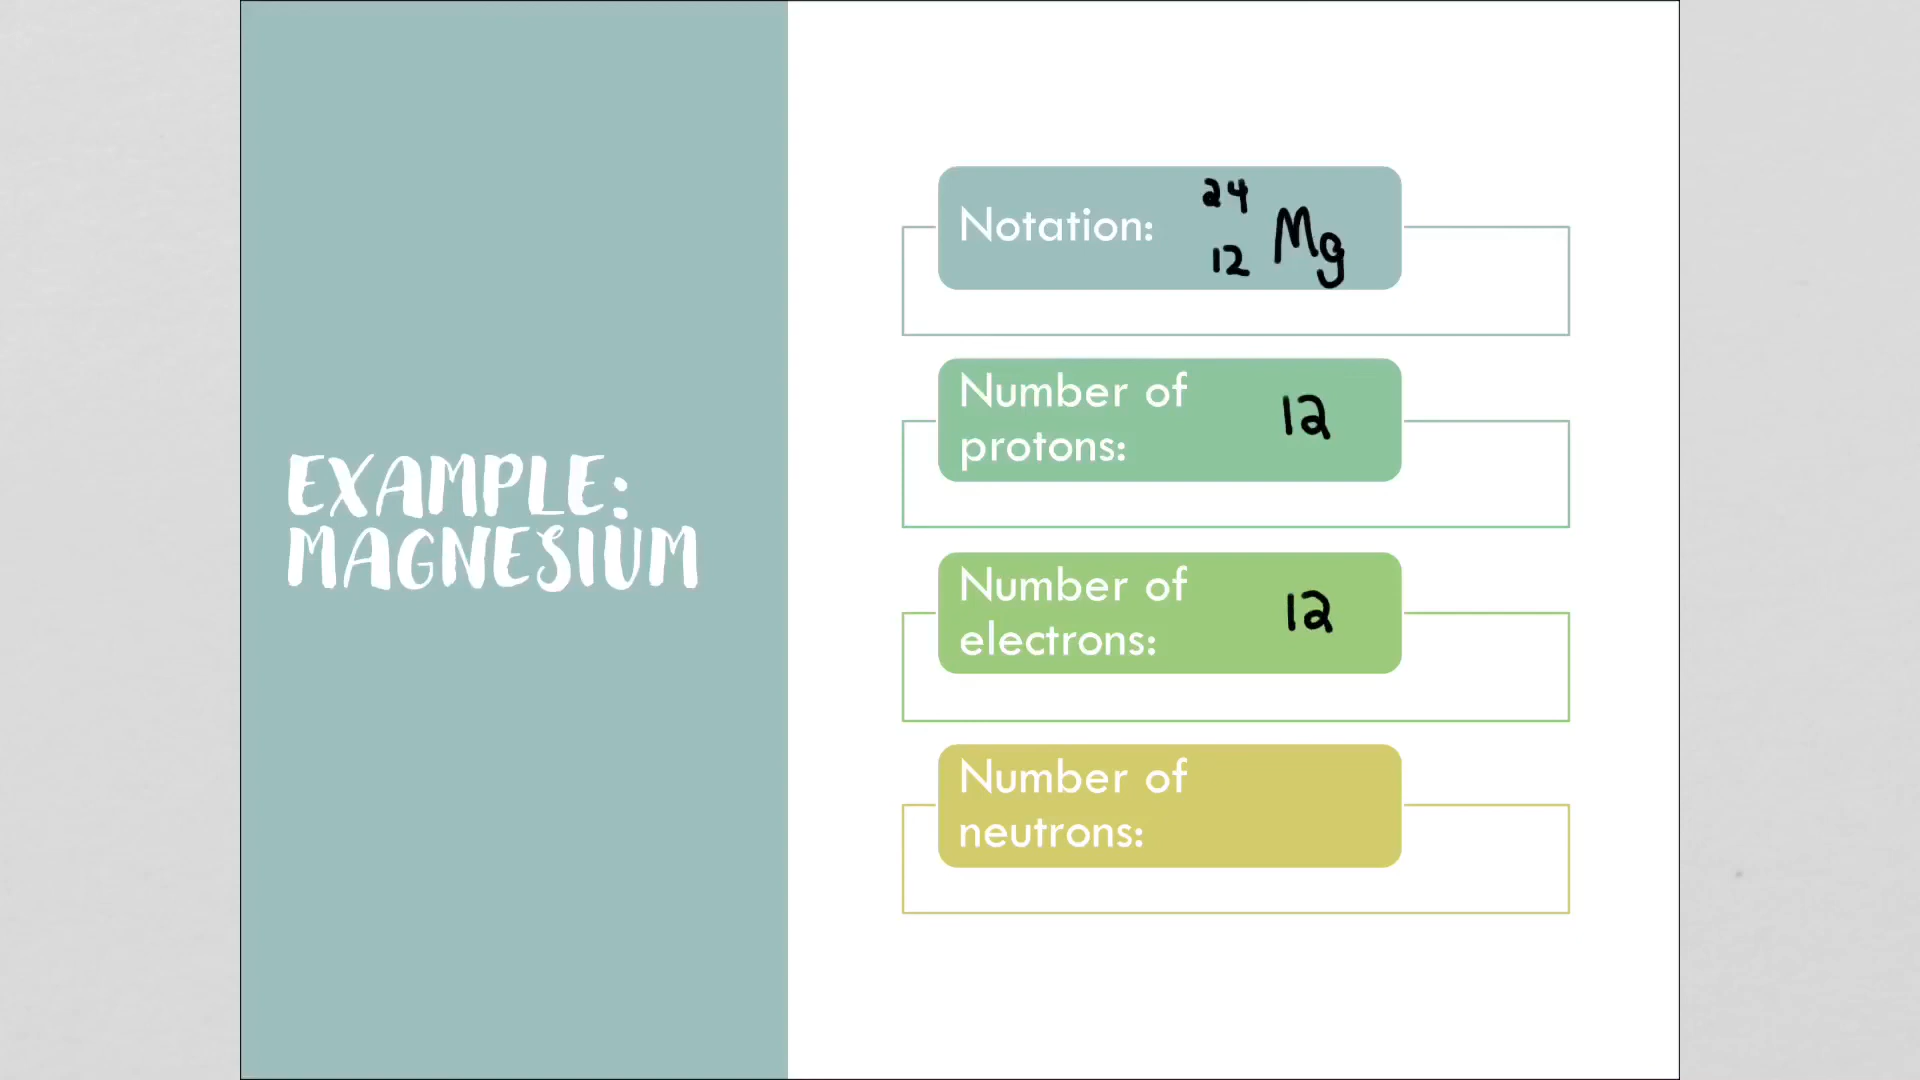 EXAMPLE:
MAGNESIUM
Notation: 24 12 Mg
Number of
protons: 12
Number of
electrons: 12
Number of
neutrons: